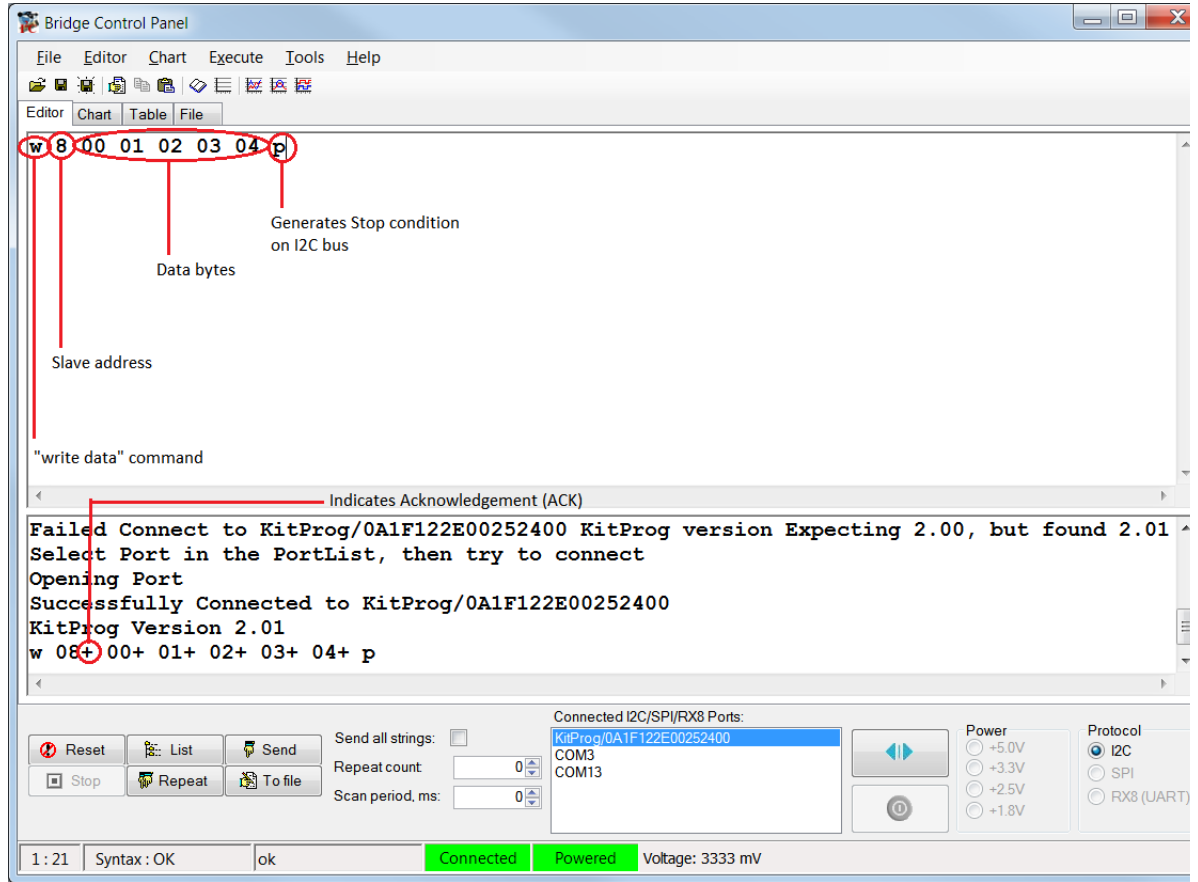 Bridge Control Panel
File Editor Chart Execute Tools Help
Editor Chart Table File
w 8 00 01 02 03 04 p
Generates Stop condition
on I2C bus
Data bytes
Slave address
"write data" command
Indicates Acknowledgement (ACK)
Failed Connect to KitProg/0A1F122E00252400 KitProg version Expecting 2.00, but found 2.01
Select Port in the PortList, then try to connect
Opening Port
Successfully Connected to KitProg/0A1F122E00252400
KitProg Version 2.01
w 08+ 00+ 01+ 02+ 03+ 04+ p
Connected I2C/SPI/RX8 Ports:
Reset List Send
Stop Repeat To file
Send all strings:
Repeat count: 0
Scan period, ms: 0
KitProg/0A1F122E00252400
COM3
COM13
Power
+5.0V
+3.3V
+2.5V
+1.8V
Protocol
I2C
SPI
RX8 (UART)
1 : 21 Syntax : OK ok Connected Powered Voltage: 3333 mV